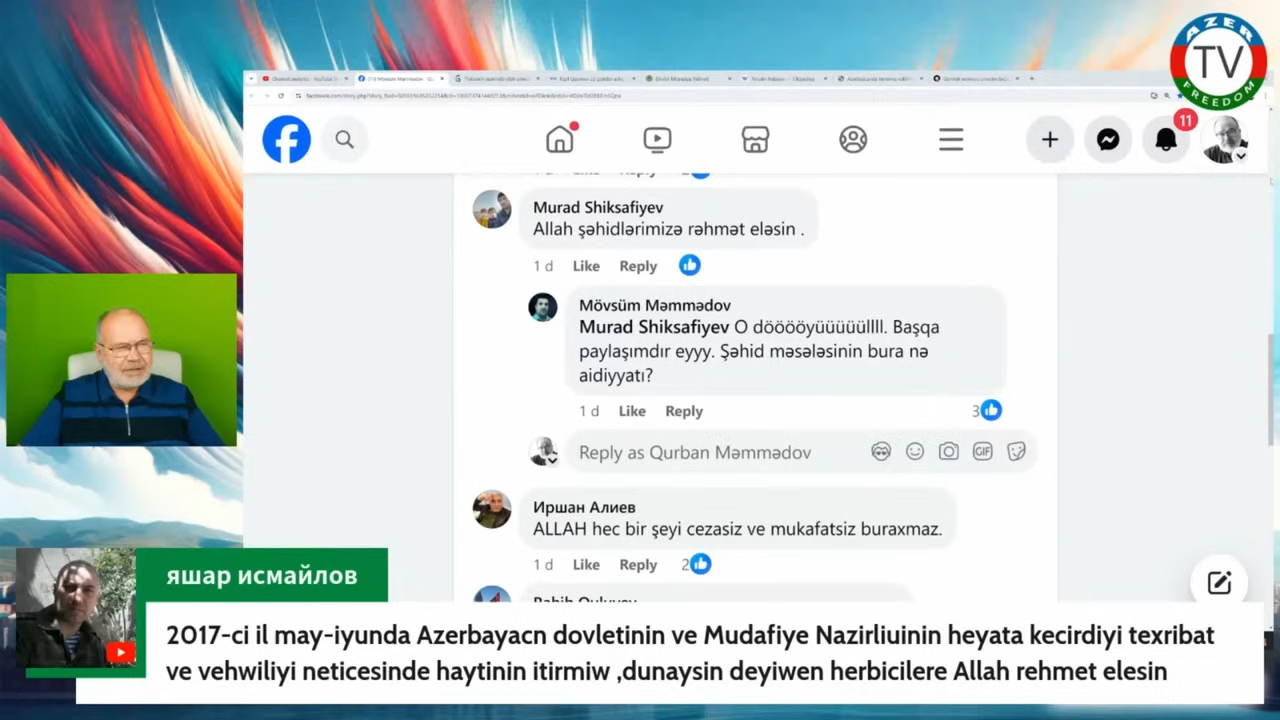 AZER
TV
FREEDOM
11
Murad Shiksafiyev
Allah şəhidlərimizə rəhmət eləsin .
1 d Like Reply
Mövsüm Məmmədov
Murad Shiksafiyev O dööööyüüüüüllll. Başqa
paylaşımdır eyyy. Şəhid məsələsinin bura nə
aidiyyatı?
1 d Like Reply 3
Reply as Qurban Məmmədov
GIF
Иршан Алиев
ALLAH hec bir şeyi cezasiz ve mukafatsiz buraxmaz.
1 d Like Reply 2
яшар исмайлов
2017-ci il may-iyunda Azerbayacn dovletinin ve Mudafiye Nazirliuinin heyata kecirdiyi texribat
ve vehwiliyi neticesinde haytinin itirmiw ,dunaysin deyiwen herbicilere Allah rehmet elesin